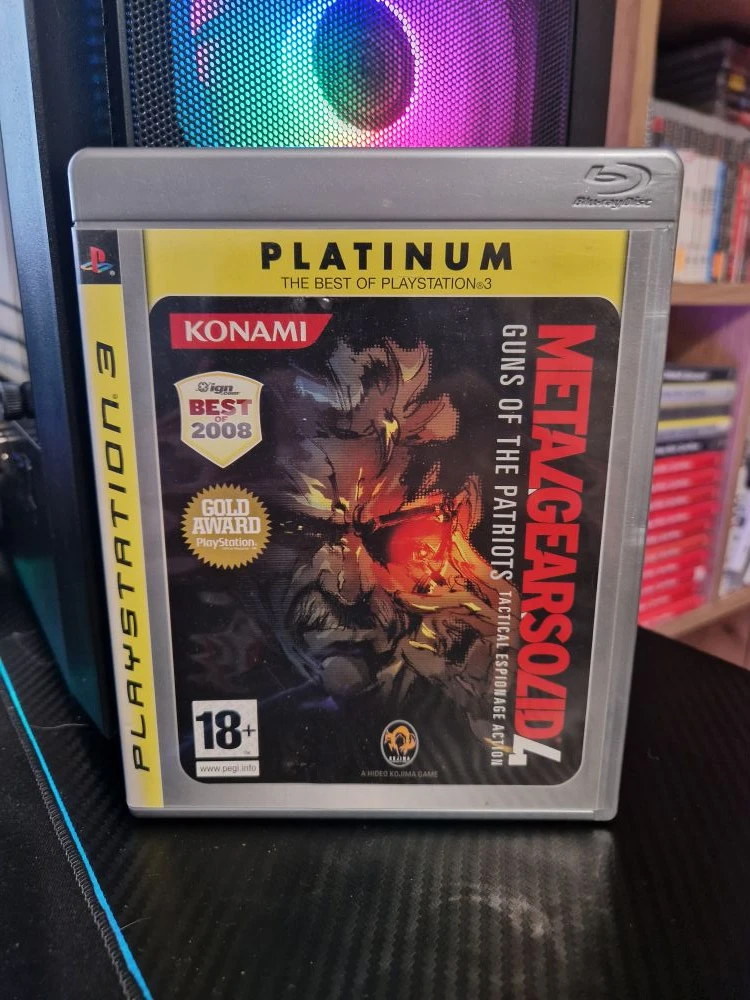 Blu-ray Disc
PLATINUM
THE BEST OF PLAYSTATION®3
PLAYSTATION 3
KONAMI
ign
.com
BEST
OF
2008
GOLD
AWARD
PlayStation
METAL GEAR SOLID 4
GUNS OF THE PATRIOTS
TACTICAL ESPIONAGE ACTION
18+
www.pegi.info
KOJIMA
A HIDEO KOJIMA GAME